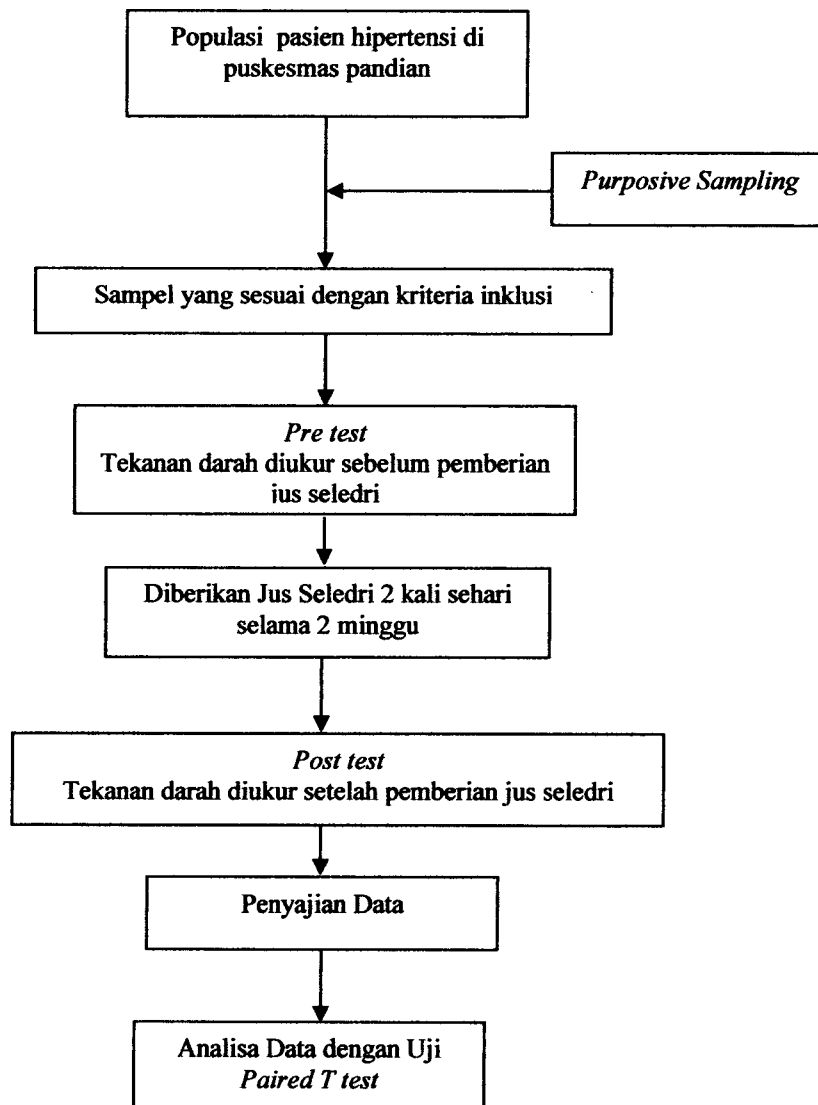 Populasi pasien hipertensi di
puskesmas pandian
Purposive Sampling
Sampel yang sesuai dengan kriteria inklusi
Pre test
Tekanan darah diukur sebelum pemberian
jus seledri
Diberikan Jus Seledri 2 kali sehari
selama 2 minggu
Post test
Tekanan darah diukur setelah pemberian jus seledri
Penyajian Data
Analisa Data dengan Uji
Paired T test